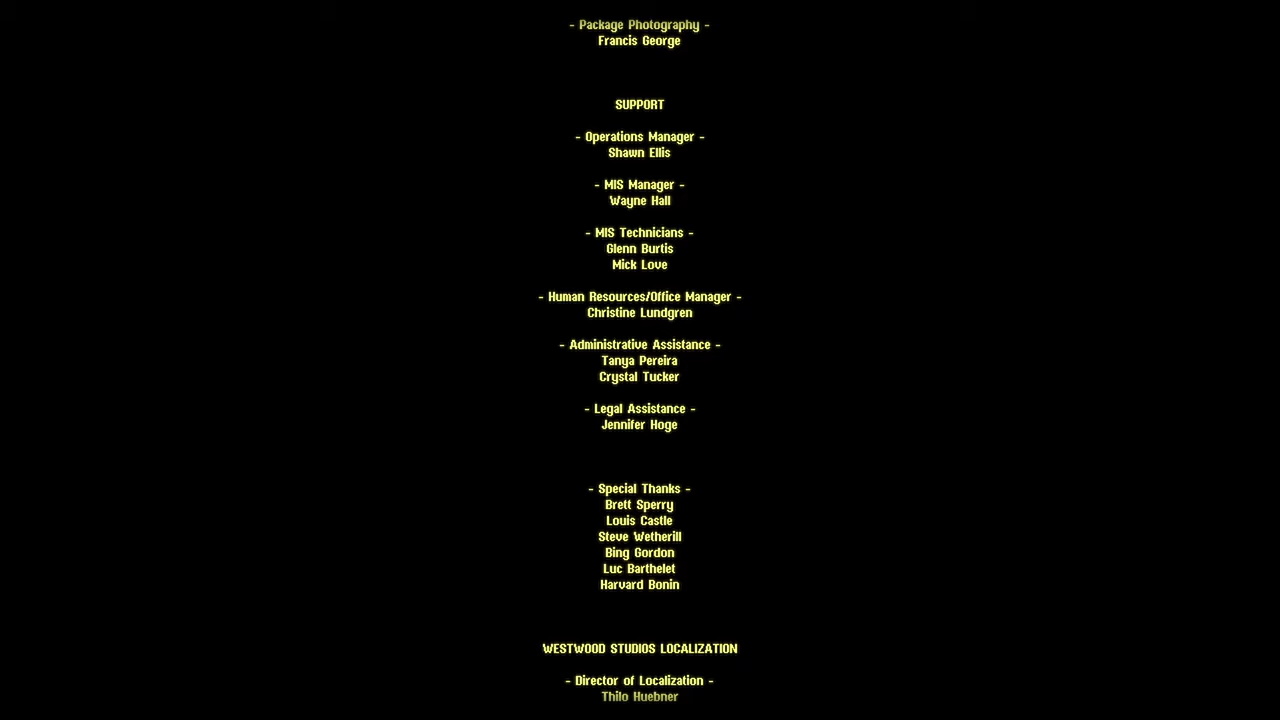 - Package Photography -
Francis George
SUPPORT
- Operations Manager -
Shawn Ellis
- MIS Manager -
Wayne Hall
- MIS Technicians -
Glenn Burtis
Mick Love
- Human Resources/Office Manager -
Christine Lundgren
- Administrative Assistance -
Tanya Pereira
Crystal Tucker
- Legal Assistance -
Jennifer Hoge
- Special Thanks -
Brett Sperry
Louis Castle
Steve Wetherill
Bing Gordon
Luc Barthelet
Harvard Bonin
WESTWOOD STUDIOS LOCALIZATION
- Director of Localization -
Thilo Huebner